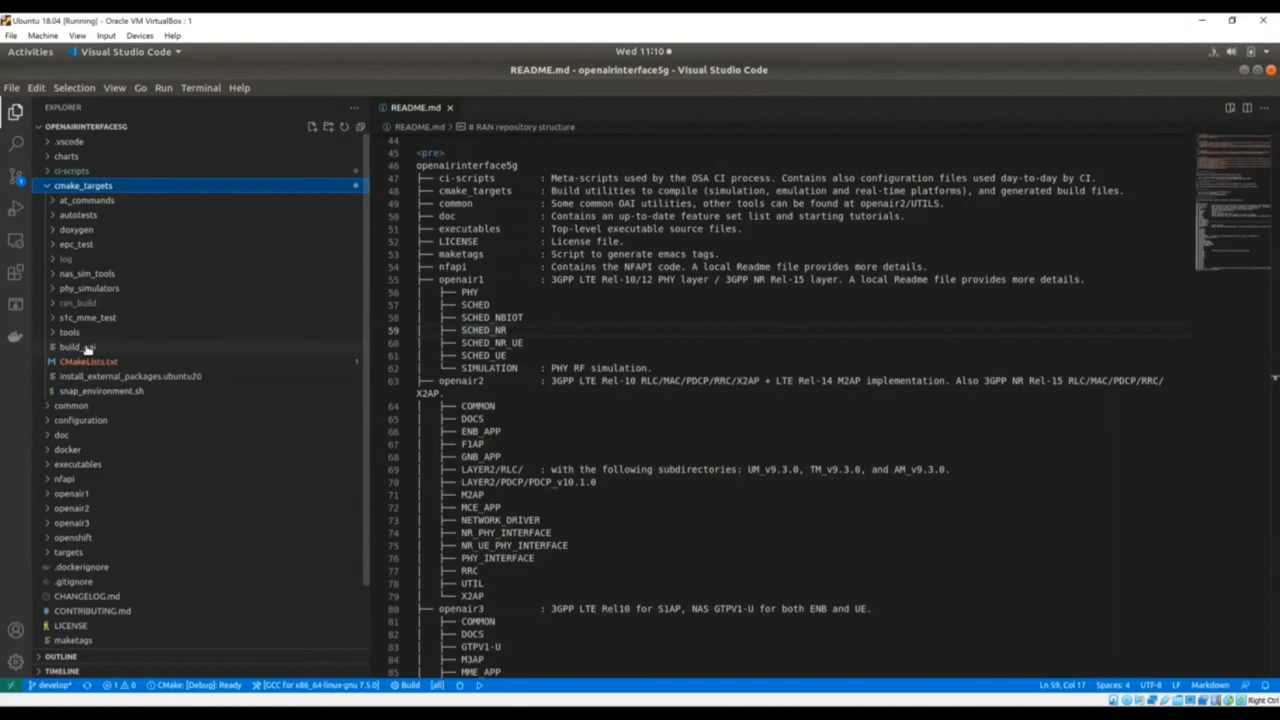 Ubuntu 18.04 [Running] - Oracle VM VirtualBox : 1
File Machine View Input Devices Help
Activities Visual Studio Code Wed 11:10
README.md - openairinterface5g - Visual Studio Code
File Edit Selection View Go Run Terminal Help
EXPLORER ···
OPENAIRINTERFACE5G
.vscode
charts
ci-scripts
cmake_targets
at_commands
autotests
doxygen
epc_test
log
nas_sim_tools
phy_simulators
ran_build
s1c_mme_test
tools
build_oai
CMakeLists.txt 1
install_external_packages.ubuntu20
snap_environment.sh
common
configuration
doc
docker
executables
nfapi
openair1
openair2
openair3
openshift
targets
.dockerignore
.gitignore
CHANGELOG.md
CONTRIBUTING.md
LICENSE
maketags
OUTLINE
TIMELINE
README.md ×
README.md > # RAN repository structure
44
45 <pre>
46 openairinterface5g
47 ├── ci-scripts : Meta-scripts used by the OSA CI process. Contains also configuration files used day-to-day by CI.
48 ├── cmake_targets : Build utilities to compile (simulation, emulation and real-time platforms), and generated build files.
49 ├── common : Some common OAI utilities, other tools can be found at openair2/UTILS.
50 ├── doc : Contains an up-to-date feature set list and starting tutorials.
51 ├── executables : Top-level executable source files.
52 ├── LICENSE : License file.
53 ├── maketags : Script to generate emacs tags.
54 ├── nfapi : Contains the NFAPI code. A local Readme file provides more details.
55 ├── openair1 : 3GPP LTE Rel-10/12 PHY layer / 3GPP NR Rel-15 layer. A local Readme file provides more details.
56 │ ├── PHY
57 │ ├── SCHED
58 │ ├── SCHED_NBIOT
59 │ ├── SCHED_NR
60 │ ├── SCHED_NR_UE
61 │ ├── SCHED_UE
62 │ └── SIMULATION : PHY RF simulation.
63 ├── openair2 : 3GPP LTE Rel-10 RLC/MAC/PDCP/RRC/X2AP + LTE Rel-14 M2AP implementation. Also 3GPP NR Rel-15 RLC/MAC/PDCP/RRC/
X2AP.
64 │ ├── COMMON
65 │ ├── DOCS
66 │ ├── ENB_APP
67 │ ├── F1AP
68 │ ├── GNB_APP
69 │ ├── LAYER2/RLC/ : with the following subdirectories: UM_v9.3.0, TM_v9.3.0, and AM_v9.3.0.
70 │ ├── LAYER2/PDCP/PDCP_v10.1.0
71 │ ├── M2AP
72 │ ├── MCE_APP
73 │ ├── NETWORK_DRIVER
74 │ ├── NR_PHY_INTERFACE
75 │ ├── NR_UE_PHY_INTERFACE
76 │ ├── PHY_INTERFACE
77 │ ├── RRC
78 │ ├── UTIL
79 │ └── X2AP
80 ├── openair3 : 3GPP LTE Rel10 for S1AP, NAS GTPV1-U for both ENB and UE.
81 │ ├── COMMON
82 │ ├── DOCS
83 │ ├── GTPV1-U
84 │ ├── M3AP
85 │ ├── MME_APP
develop* 1 0 CMake: [Debug]: Ready [GCC for x86_64-linux-gnu 7.5.0] Build [all] Ln 59, Col 17 Spaces: 4 UTF-8 LF Markdown
Right Ctrl